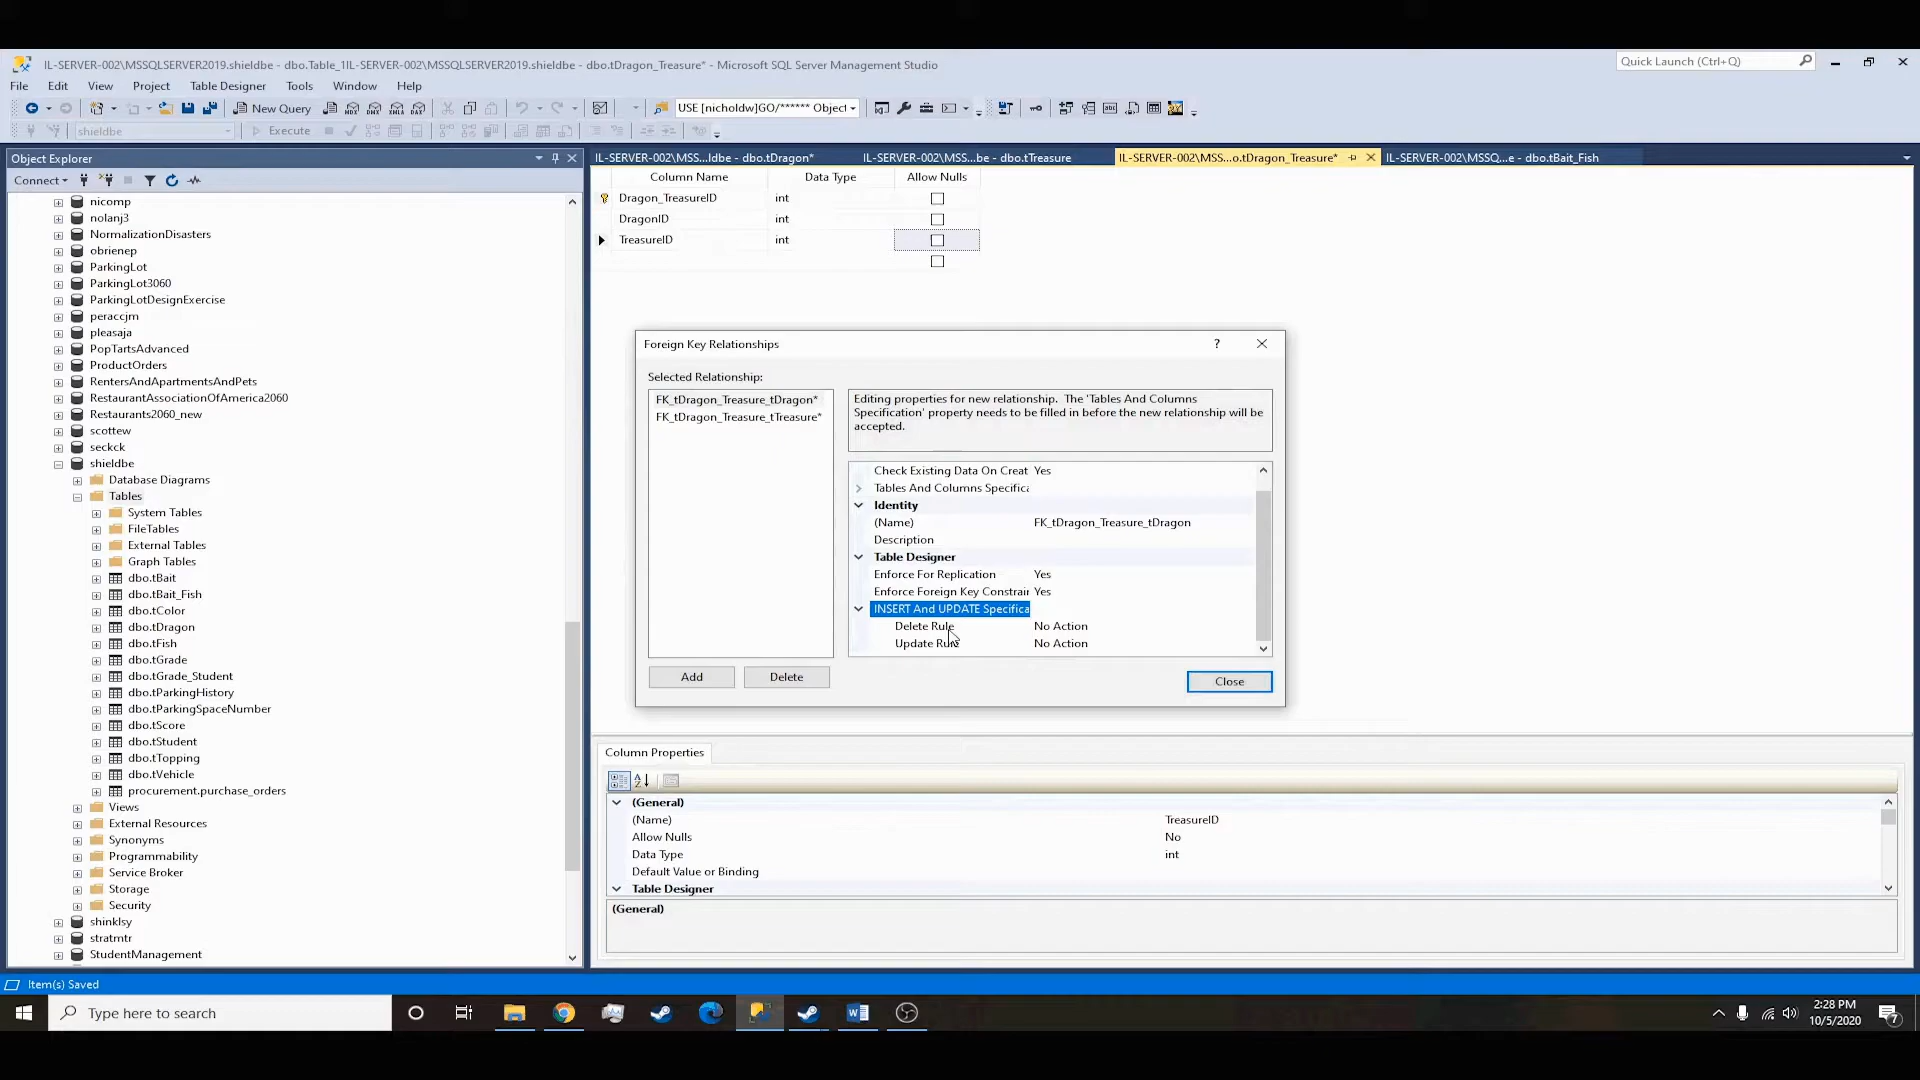 IL-SERVER-002\MSSQLSERVER2019.shieldbe - dbo.Table_1IL-SERVER-002\MSSQLSERVER2019.shieldbe - dbo.tDragon_Treasure* - Microsoft SQL Server Management Studio
Quick Launch (Ctrl+Q)
File Edit View Project Table Designer Tools Window Help
New Query
MDX DMX XMLA DAX
USE [nicholdw]GO/****** Object
shieldbe
Execute
Object Explorer
IL-SERVER-002\MSS...ldbe - dbo.tDragon*
IL-SERVER-002\MSS...be - dbo.tTreasure
IL-SERVER-002\MSS...o.tDragon_Treasure*
IL-SERVER-002\MSSQ...e - dbo.tBait_Fish
Connect
Column Name Data Type Allow Nulls
Dragon_TreasureID int
DragonID int
TreasureID int
nicomp
nolanj3
NormalizationDisasters
obrienep
ParkingLot
ParkingLot3060
ParkingLotDesignExercise
peraccjm
pleasaja
PopTartsAdvanced
ProductOrders
RentersAndApartmentsAndPets
RestaurantAssociationOfAmerica2060
Restaurants2060_new
scottew
seckck
shieldbe
Database Diagrams
Tables
System Tables
FileTables
External Tables
Graph Tables
dbo.tBait
dbo.tBait_Fish
dbo.tColor
dbo.tDragon
dbo.tFish
dbo.tGrade
dbo.tGrade_Student
dbo.tParkingHistory
dbo.tParkingSpaceNumber
dbo.tScore
dbo.tStudent
dbo.tTopping
dbo.tVehicle
procurement.purchase_orders
Views
External Resources
Synonyms
Programmability
Service Broker
Storage
Security
shinklsy
stratmtr
StudentManagement
Foreign Key Relationships
?
Selected Relationship:
FK_tDragon_Treasure_tDragon*
FK_tDragon_Treasure_tTreasure*
Editing properties for new relationship. The 'Tables And Columns
Specification' property needs to be filled in before the new relationship will be
accepted.
Check Existing Data On Creat Yes
Tables And Columns Specifica
Identity
(Name) FK_tDragon_Treasure_tDragon
Description
Table Designer
Enforce For Replication Yes
Enforce Foreign Key Constrain Yes
INSERT And UPDATE Specifica
Delete Rule No Action
Update Rule No Action
Add Delete Close
Column Properties
(General)
(Name) TreasureID
Allow Nulls No
Data Type int
Default Value or Binding
Table Designer
(General)
Item(s) Saved
Type here to search
2:28 PM
10/5/2020
7